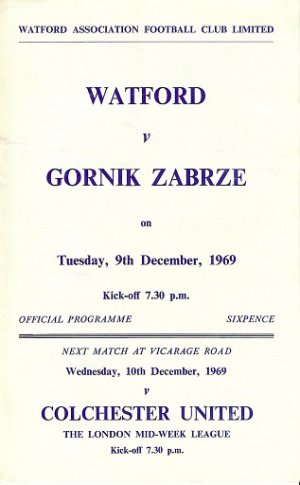 WATFORD ASSOCIATION FOOTBALL CLUB LIMITED
WATFORD
v
GORNIK ZABRZE
on
Tuesday, 9th December, 1969
Kick-off 7.30 p.m.
OFFICIAL PROGRAMME SIXPENCE
NEXT MATCH AT VICARAGE ROAD
Wednesday, 10th December, 1969
v
COLCHESTER UNITED
THE LONDON MID-WEEK LEAGUE
Kick-off 7.30 p.m.